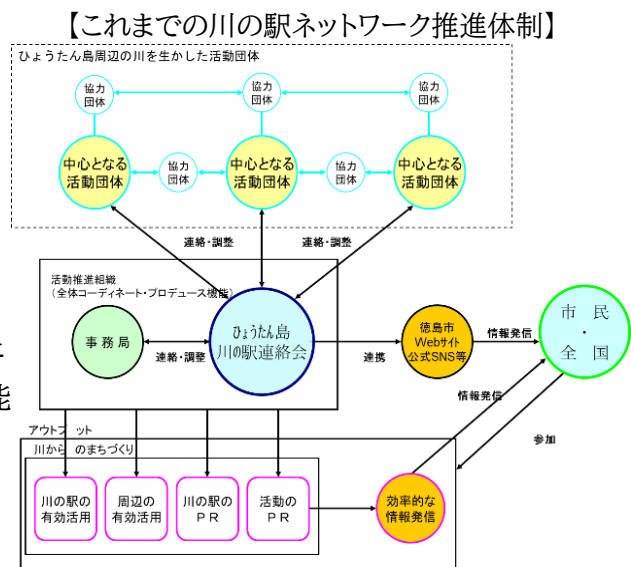 【これまでの川の駅ネットワーク推進体制】
ひょうたん島周辺の川を生かした活動団体
協力
団体
協力
団体
協力
団体
中心となる
活動団体
協力
団体
中心となる
活動団体
協力
団体
中心となる
活動団体
連絡・調整
連絡・調整
活動推進組織
(全体コーディネート・プロデュース機能)
事務局
連絡・調整
ひょうたん島
川の駅連絡会
連携
徳島市
Webサイト
公式SNS等
情報発信
市 民
・
全 国
能
情報発信
参加
アウトプット
川から のまちづくり
川の駅の
有効活用
周辺の
有効活用
川の駅の
PR
活動の
PR
効率的な
情報発信